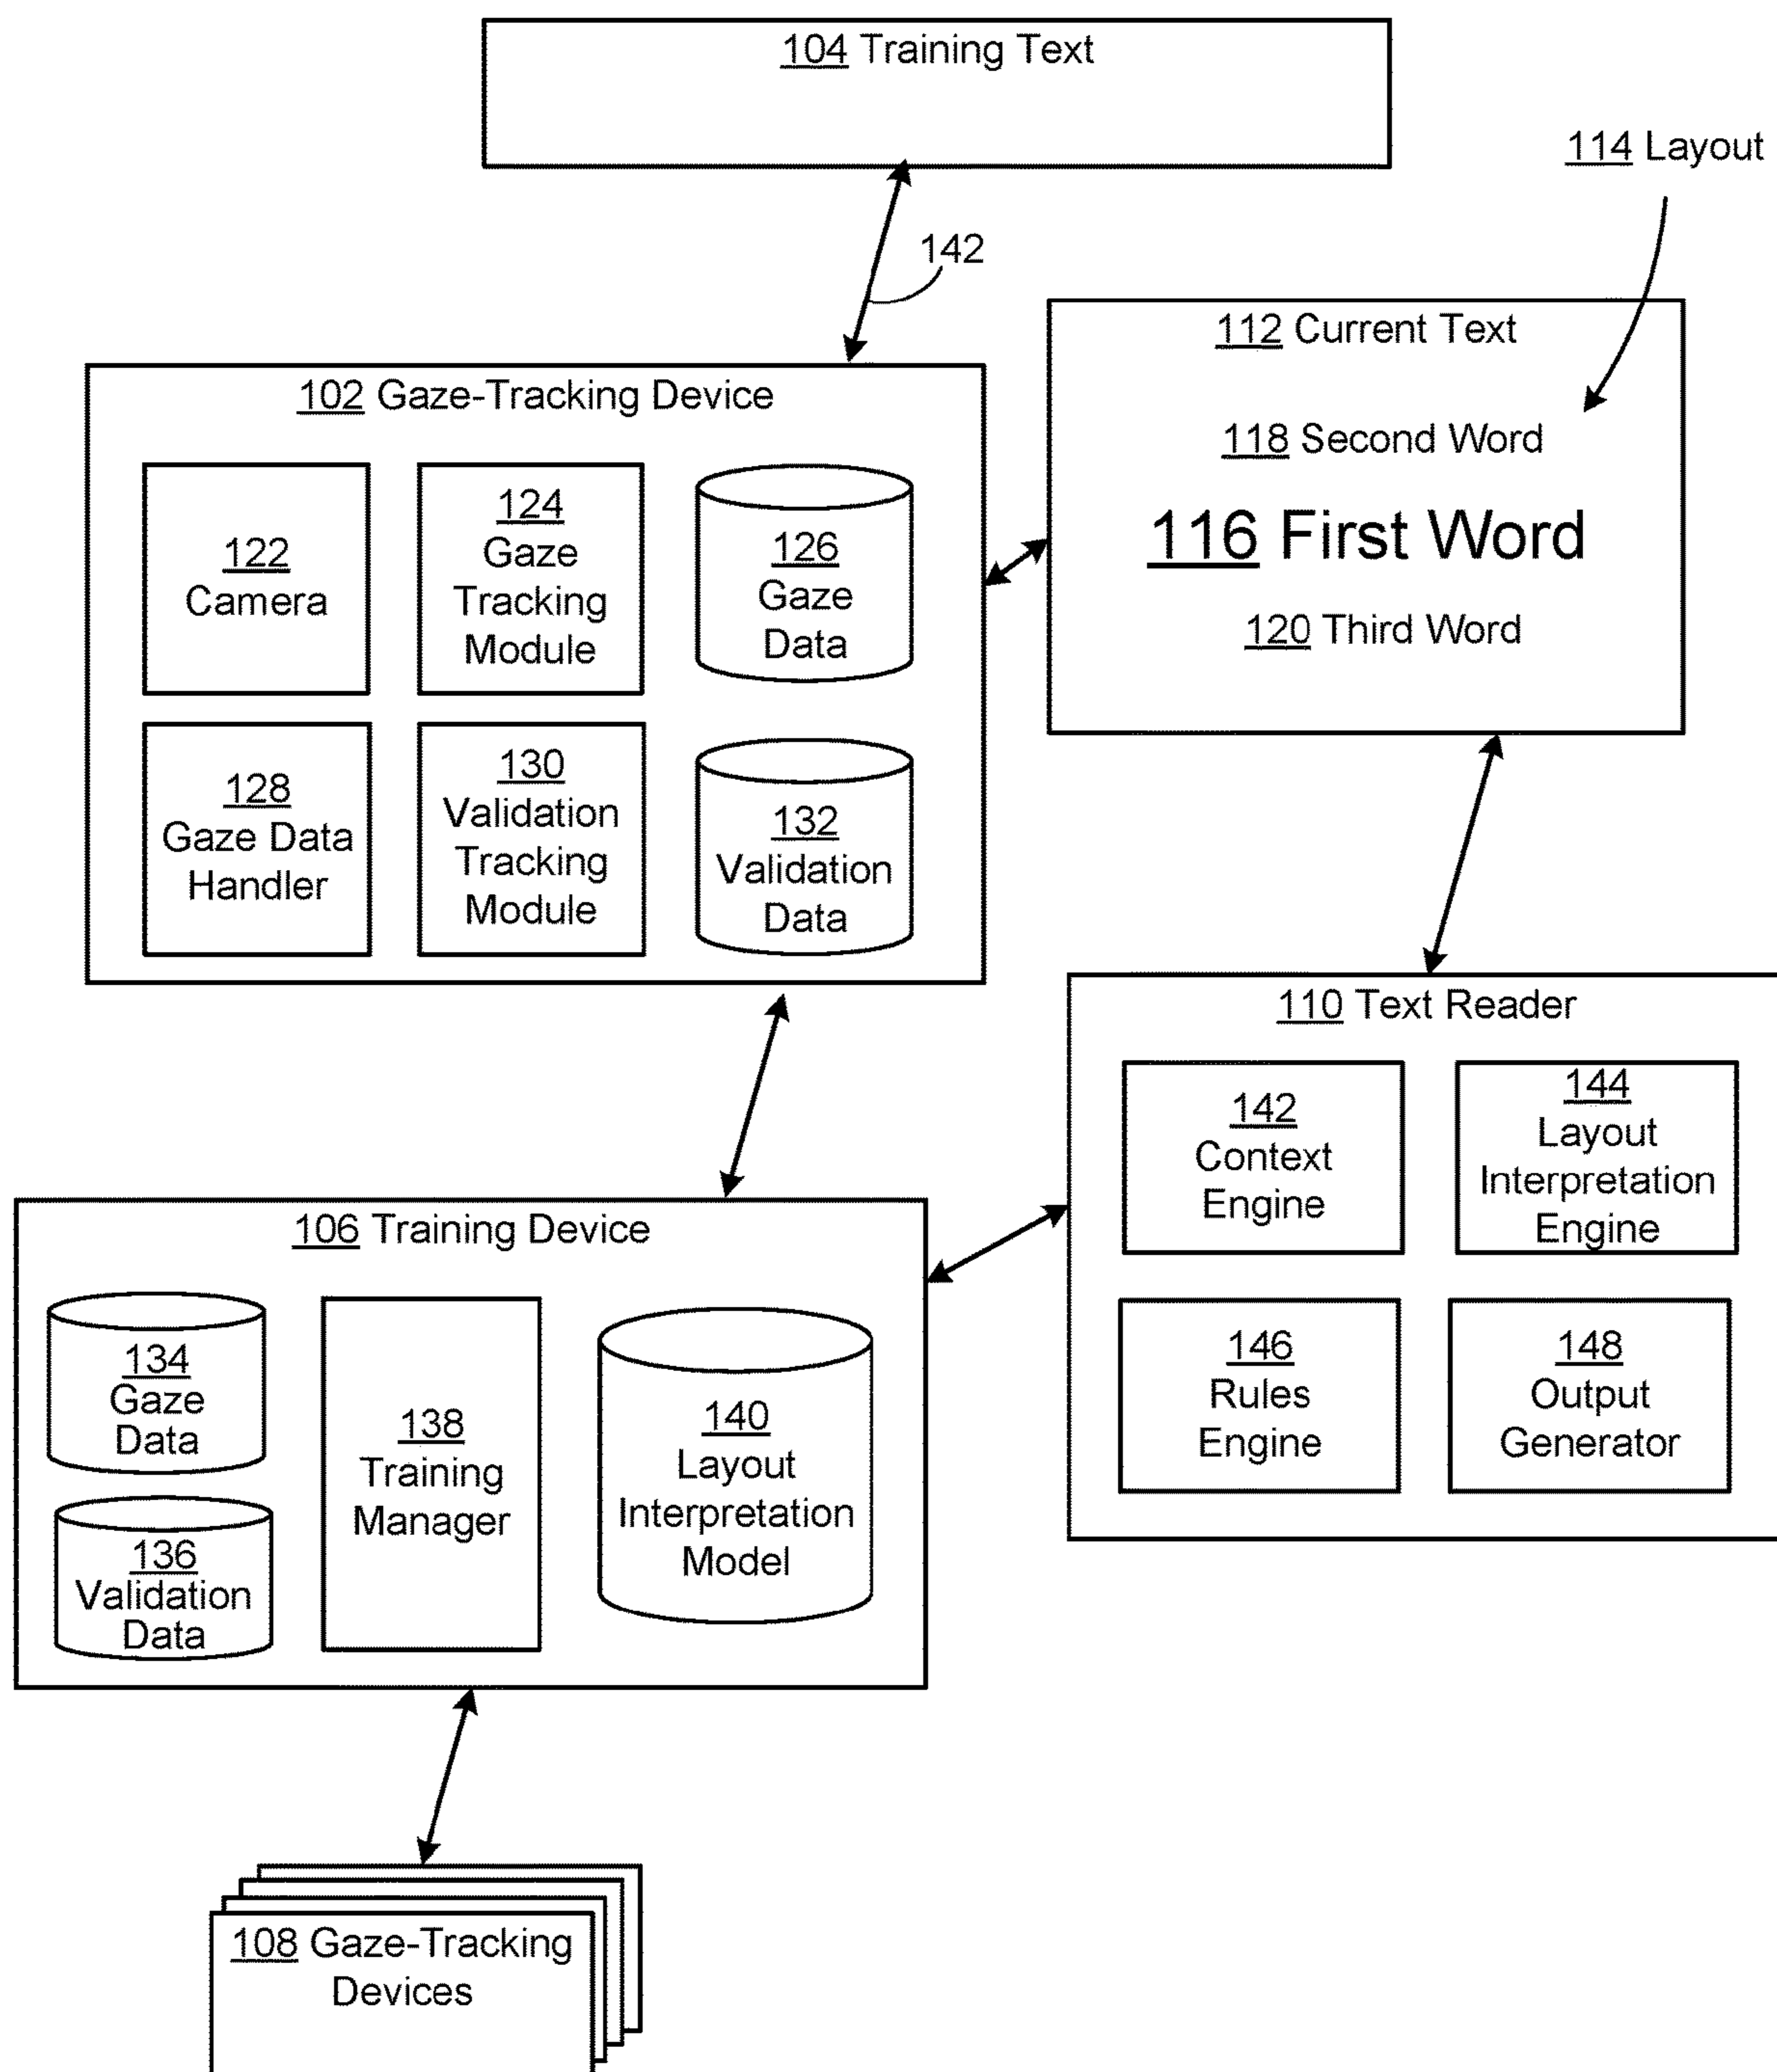 104 Training Text
114 Layout
142
112 Current Text
118 Second Word
116 First Word
120 Third Word
102 Gaze-Tracking Device
122
Camera
124
Gaze
Tracking
Module
126
Gaze
Data
128
Gaze Data
Handler
130
Validation
Tracking
Module
132
Validation
Data
110 Text Reader
142
Context
Engine
144
Layout
Interpretation
Engine
146
Rules
Engine
148
Output
Generator
106 Training Device
134
Gaze
Data
136
Validation
Data
138
Training
Manager
140
Layout
Interpretation
Model
108 Gaze-Tracking
Devices